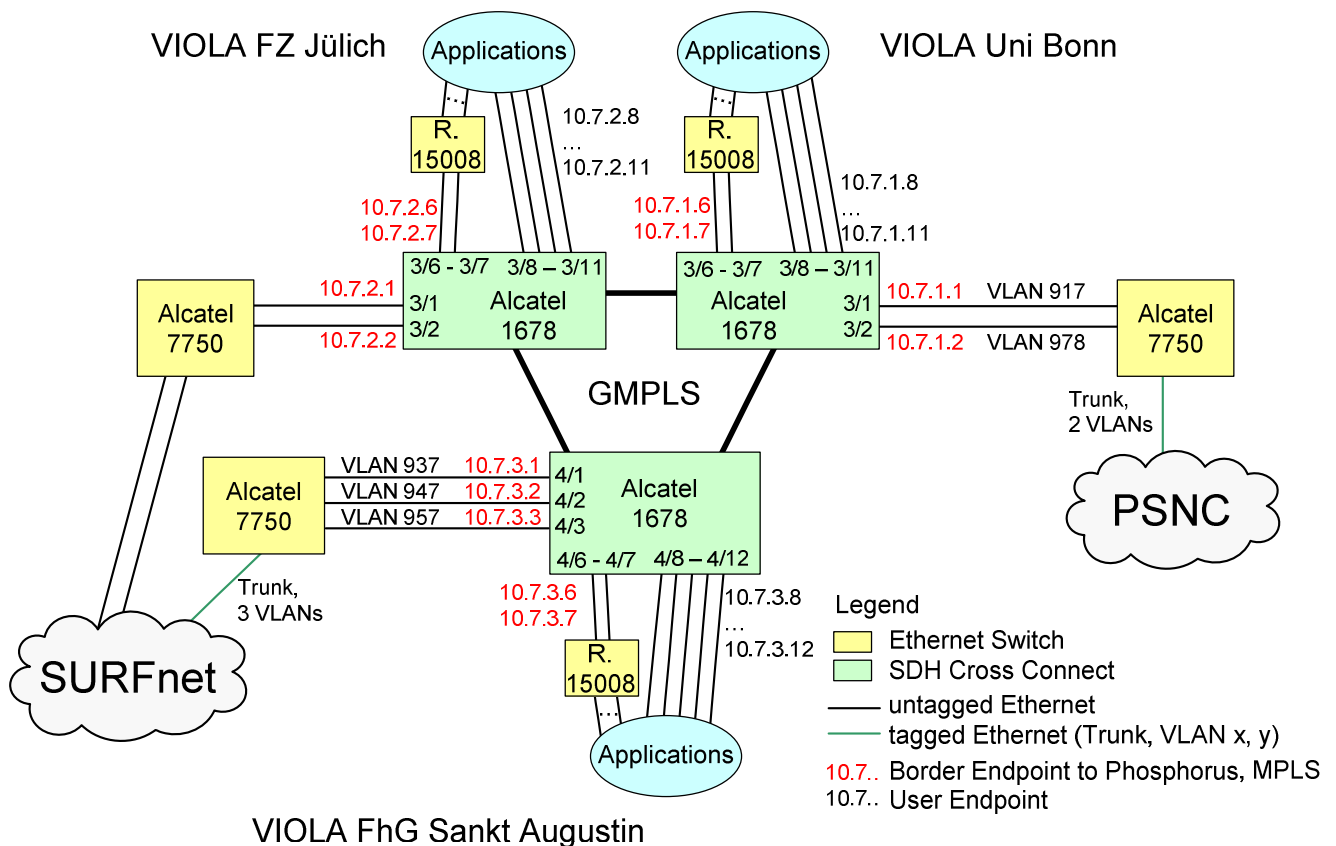 VIOLA FZ Jülich
Applications
...
R.
15008
10.7.2.8
...
10.7.2.11
10.7.2.6
10.7.2.7
VIOLA Uni Bonn
Applications
...
R.
15008
10.7.1.8
...
10.7.1.11
10.7.1.6
10.7.1.7
Alcatel
7750
10.7.2.1
10.7.2.2
3/6 - 3/7
3/8 – 3/11
3/1
3/2
Alcatel
1678
3/6 - 3/7
3/8 – 3/11
Alcatel
1678
3/1
3/2
10.7.1.1
VLAN 917
10.7.1.2
VLAN 978
Alcatel
7750
Trunk,
2 VLANs
PSNC
GMPLS
Alcatel
7750
VLAN 937
10.7.3.1
VLAN 947
10.7.3.2
VLAN 957
10.7.3.3
4/1
4/2
4/3
Alcatel
1678
4/6 - 4/7
4/8 – 4/12
Trunk,
3 VLANs
SURFnet
10.7.3.6
10.7.3.7
10.7.3.8
...
10.7.3.12
R.
15008
...
Applications
VIOLA FhG Sankt Augustin
Legend
Ethernet Switch
SDH Cross Connect
untagged Ethernet
tagged Ethernet (Trunk, VLAN x, y)
10.7.. Border Endpoint to Phosphorus, MPLS
10.7.. User Endpoint